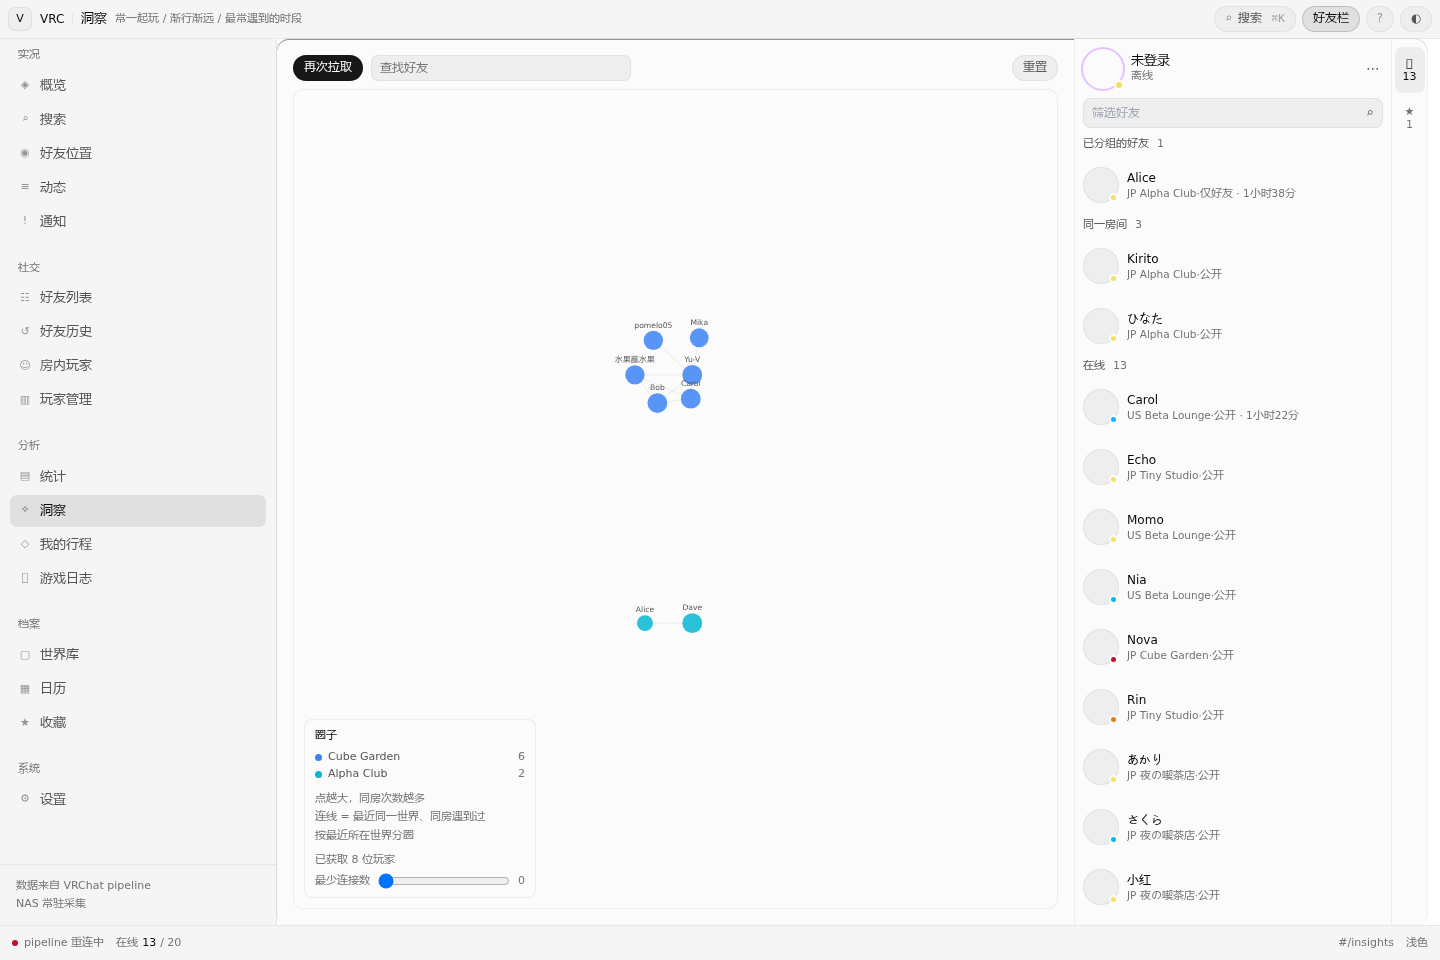 V VRC 洞察 常一起玩 / 渐行渐远 / 最常遇到的时段
搜索 ⌘K 好友栏 ?
实况
概览
搜索
好友位置
动态
通知
社交
好友列表
好友历史
房内玩家
玩家管理
分析
统计
洞察
我的行程
游戏日志
档案
世界库
日历
收藏
系统
设置
数据来自 VRChat pipeline
NAS 常驻采集
再次拉取 查找好友 重置
pomelo05
Mika
水果蘸水果
Yu-V
Bob
Carol
Alice
Dave
圈子
Cube Garden 6
Alpha Club 2
点越大，同房次数越多
连线 = 最近同一世界、同房遇到过
按最近所在世界分圈
已获取 8 位玩家
最少连接数 0
未登录
离线
…
筛选好友
已分组的好友 1
Alice
JP Alpha Club·仅好友 · 1小时38分
同一房间 3
Kirito
JP Alpha Club·公开
ひなた
JP Alpha Club·公开
在线 13
Carol
US Beta Lounge·公开 · 1小时22分
Echo
JP Tiny Studio·公开
Momo
US Beta Lounge·公开
Nia
US Beta Lounge·公开
Nova
JP Cube Garden·公开
Rin
JP Tiny Studio·公开
あかり
JP 夜の喫茶店·公开
さくら
JP 夜の喫茶店·公开
小红
JP 夜の喫茶店·公开
13
★
1
pipeline 重连中 在线 13 / 20
#/insights 浅色